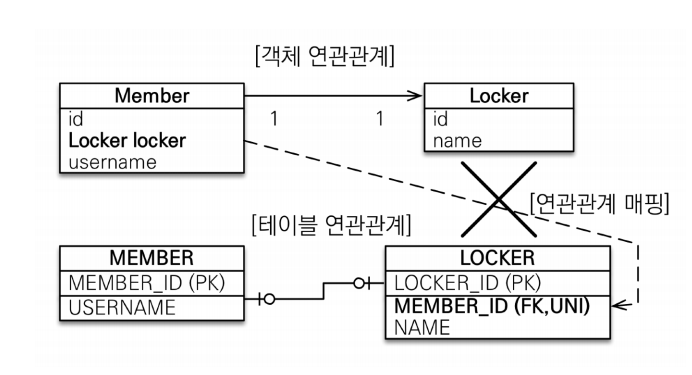 [객체 연관관계]
Member
Locker
id
Locker locker
username
1
1
id
name
[연관관계 매핑]
[테이블 연관관계]
MEMBER
MEMBER_ID (PK)
USERNAME
LOCKER
LOCKER_ID (PK)
MEMBER_ID (FK,UNI)
NAME